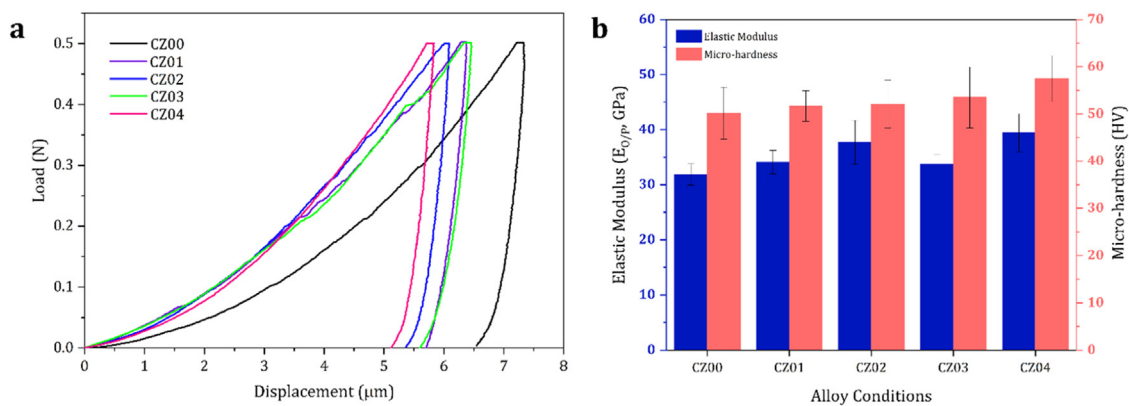 a
CZ00
CZ01
CZ02
CZ03
CZ04
0.5
0.4
0.3
0.2
0.1
0.0
Load (N)
0 1 2 3 4 5 6 7 8
Displacement (μm)
b
Elastic Modulus
Micro-hardness
60
50
40
30
20
10
0
Elastic Modulus (E_{O/P}, GPa)
70
60
50
40
30
20
10
0
Micro-hardness (HV)
CZ00 CZ01 CZ02 CZ03 CZ04
Alloy Conditions